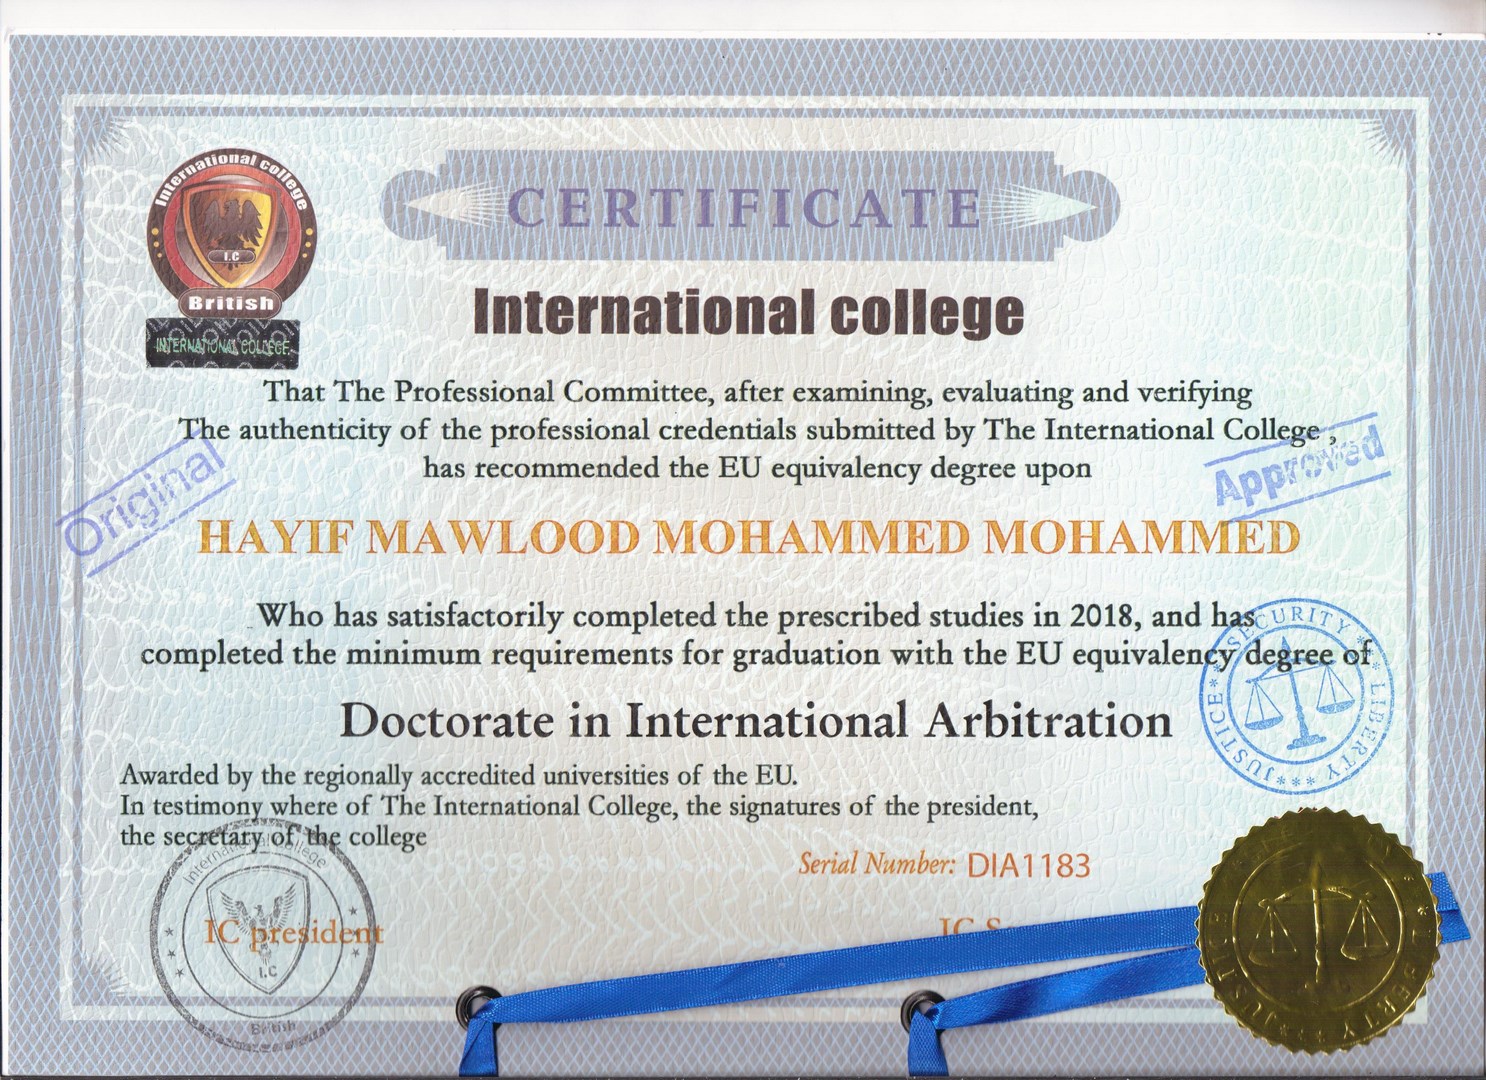 International college
I.C
British
INTERNATIONAL COLLEGE
CERTIFICATE
International college
That The Professional Committee, after examining, evaluating and verifying
The authenticity of the professional credentials submitted by The International College ,
has recommended the EU equivalency degree upon
Original
Approved
HAYIF MAWLOOD MOHAMMED MOHAMMED
Who has satisfactorily completed the prescribed studies in 2018, and has
completed the minimum requirements for graduation with the EU equivalency degree of
SECURITY * LIBERTY *** JUSTICE *
Doctorate in International Arbitration
Awarded by the regionally accredited universities of the EU.
In testimony where of The International College, the signatures of the president,
the secretary of the college
Serial Number: DIA1183
International College
IC president
I.C
British
IC S
JUSTICE
LIBERTY